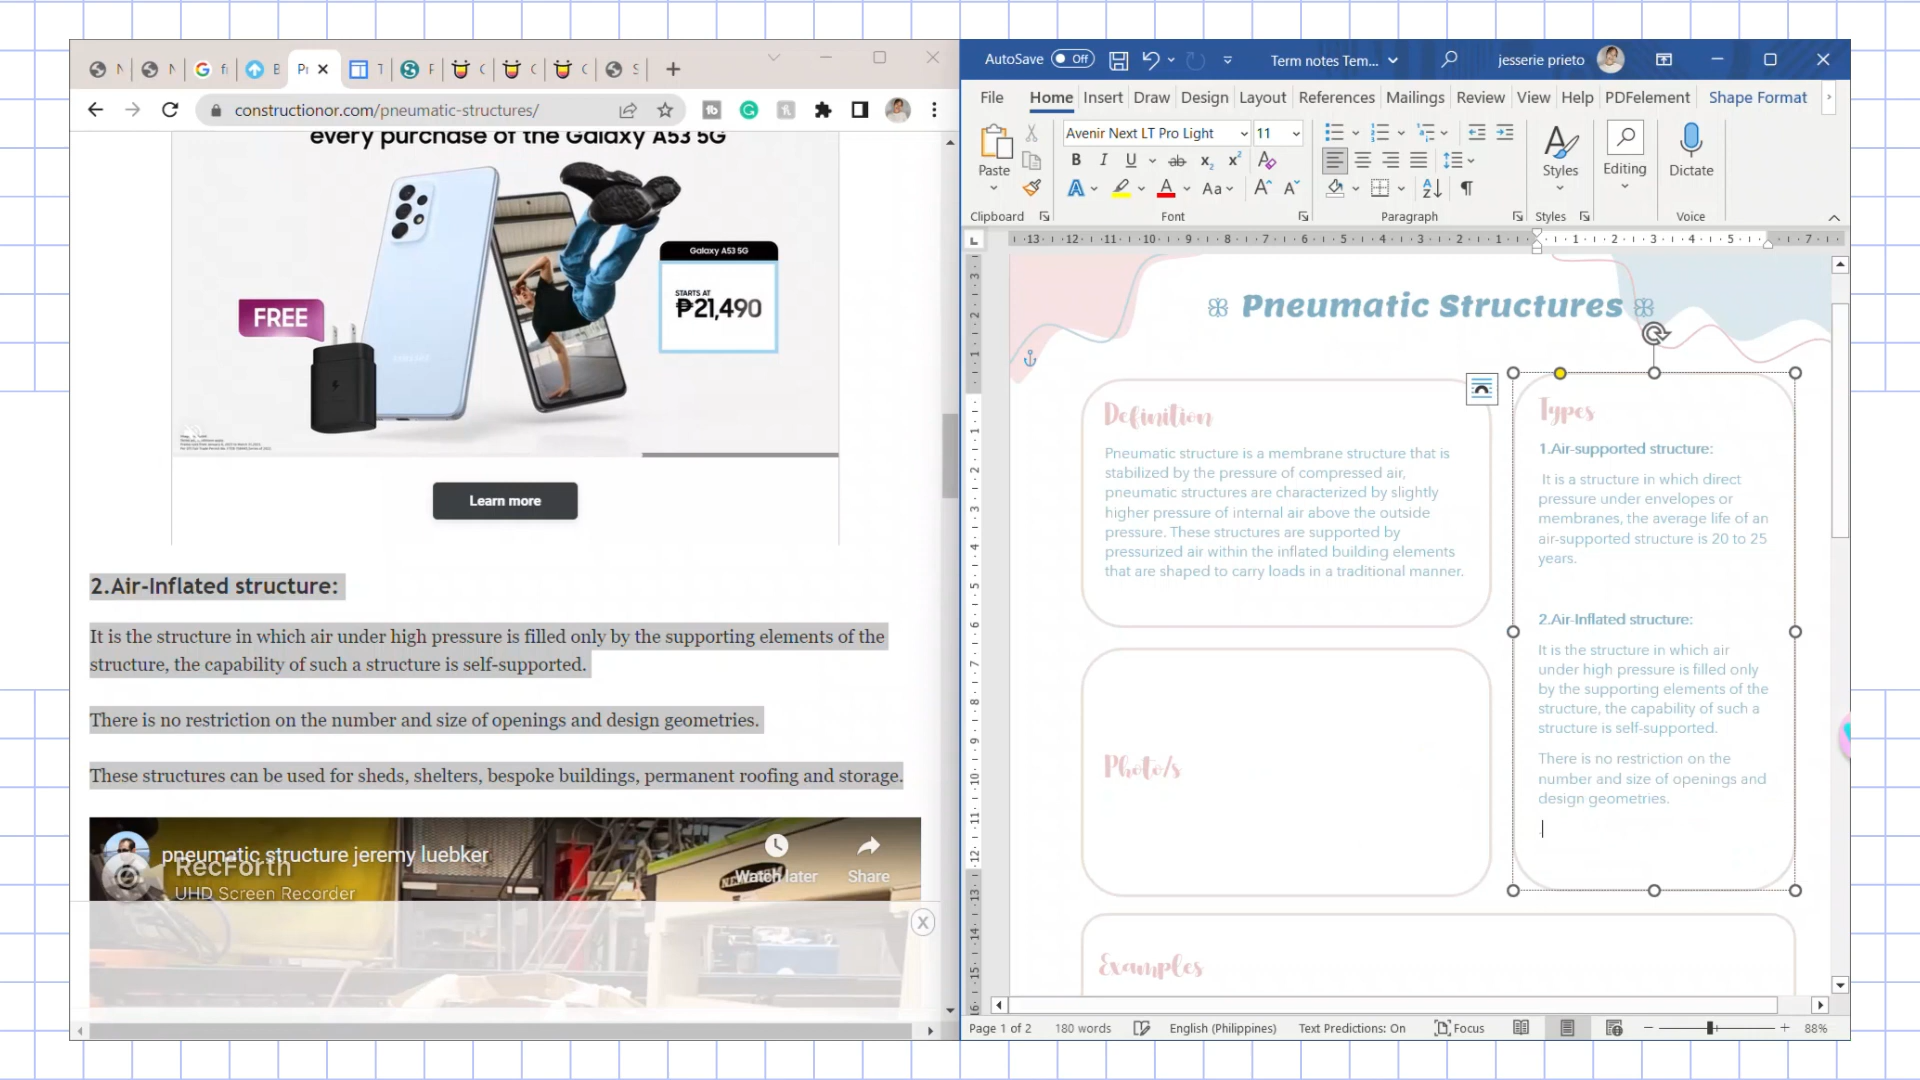 constructionor.com/pneumatic-structures/
every purchase of the Galaxy A53 5G
Galaxy A53 5G
STARTS AT
₱21,490
FREE
SAMSUNG
Learn more
2.Air-Inflated structure:
It is the structure in which air under high pressure is filled only by the supporting elements of the
structure, the capability of such a structure is self-supported.
There is no restriction on the number and size of openings and design geometries.
These structures can be used for sheds, shelters, bespoke buildings, permanent roofing and storage.
pneumatic structure jeremy luebker
Watch later
Share
RecForth
UHD Screen Recorder
AutoSave Off
Term notes Tem...
jesserie prieto
File Home Insert Draw Design Layout References Mailings Review View Help PDFelement Shape Format
Avenir Next LT Pro Light 11
Paste
Styles
Editing
Dictate
Clipboard
Font
Paragraph
Styles
Voice
Pneumatic Structures
Definition
Pneumatic structure is a membrane structure that is
stabilized by the pressure of compressed air,
pneumatic structures are characterized by slightly
higher pressure of internal air above the outside
pressure. These structures are supported by
pressurized air within the inflated building elements
that are shaped to carry loads in a traditional manner.
Types
1.Air-supported structure:
It is a structure in which direct
pressure under envelopes or
membranes, the average life of an
air-supported structure is 20 to 25
years.
2.Air-Inflated structure:
It is the structure in which air
under high pressure is filled only
by the supporting elements of the
structure, the capability of such a
structure is self-supported.
There is no restriction on the
number and size of openings and
design geometries.
Photo/s
Examples
Page 1 of 2 180 words English (Philippines) Text Predictions: On Focus 88%